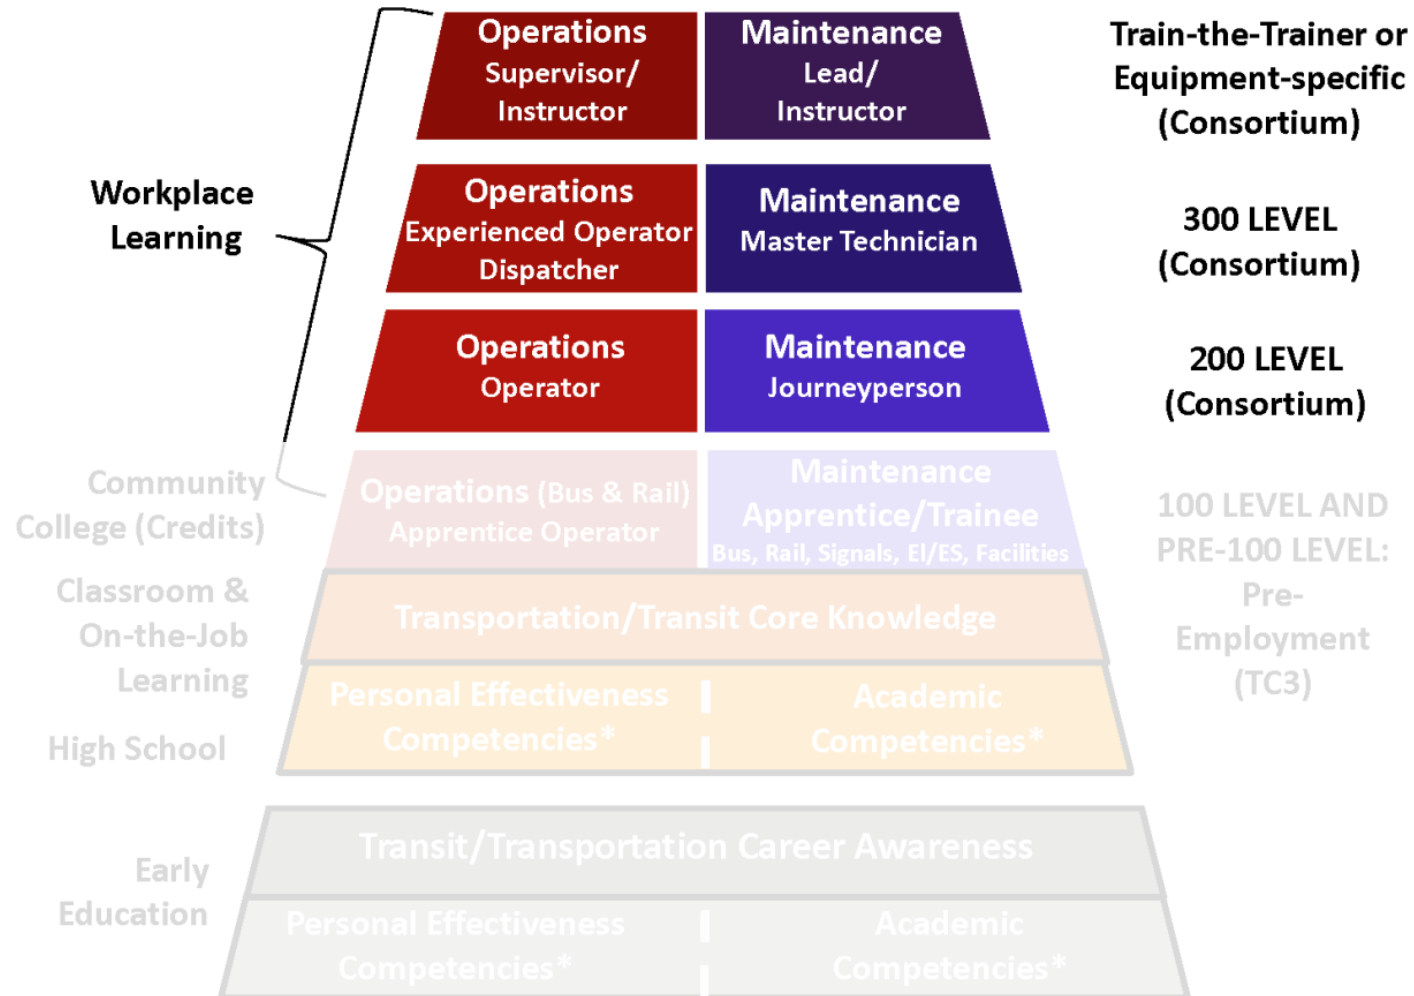 Operations
Supervisor/
Instructor
Maintenance
Lead/
Instructor
Train-the-Trainer or
Equipment-specific
(Consortium)
Workplace
Learning
Operations
Experienced Operator
Dispatcher
Maintenance
Master Technician
300 LEVEL
(Consortium)
Operations
Operator
Maintenance
Journeyperson
200 LEVEL
(Consortium)
Community
College (Credits)
Operations (Bus & Rail)
Apprentice Operator
Maintenance
Apprentice/Trainee
Bus, Rail, Signals, El/ES, Facilities
100 LEVEL AND
PRE-100 LEVEL:
Pre-
Employment
(TC3)
Classroom &
On-the-Job
Learning
Transportation/Transit Core Knowledge
High School
Personal Effectiveness
Competencies*
Academic
Competencies*
Early
Education
Transit/Transportation Career Awareness
Personal Effectiveness
Competencies*
Academic
Competencies*